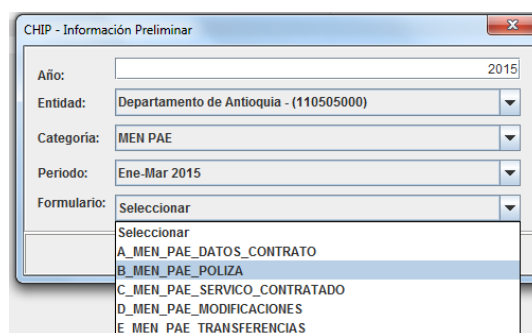 CHIP - Información Preliminar
Año: 2015
Entidad: Departamento de Antioquia - (110505000)
Categoria: MEN PAE
Periodo: Ene-Mar 2015
Formulario: Seleccionar
Seleccionar
A_MEN_PAE_DATOS_CONTRATO
B_MEN_PAE_POLIZA
C_MEN_PAE_SERVICO_CONTRATADO
D_MEN_PAE_MODIFICACIONES
E_MEN_PAE_TRANSFERENCIAS